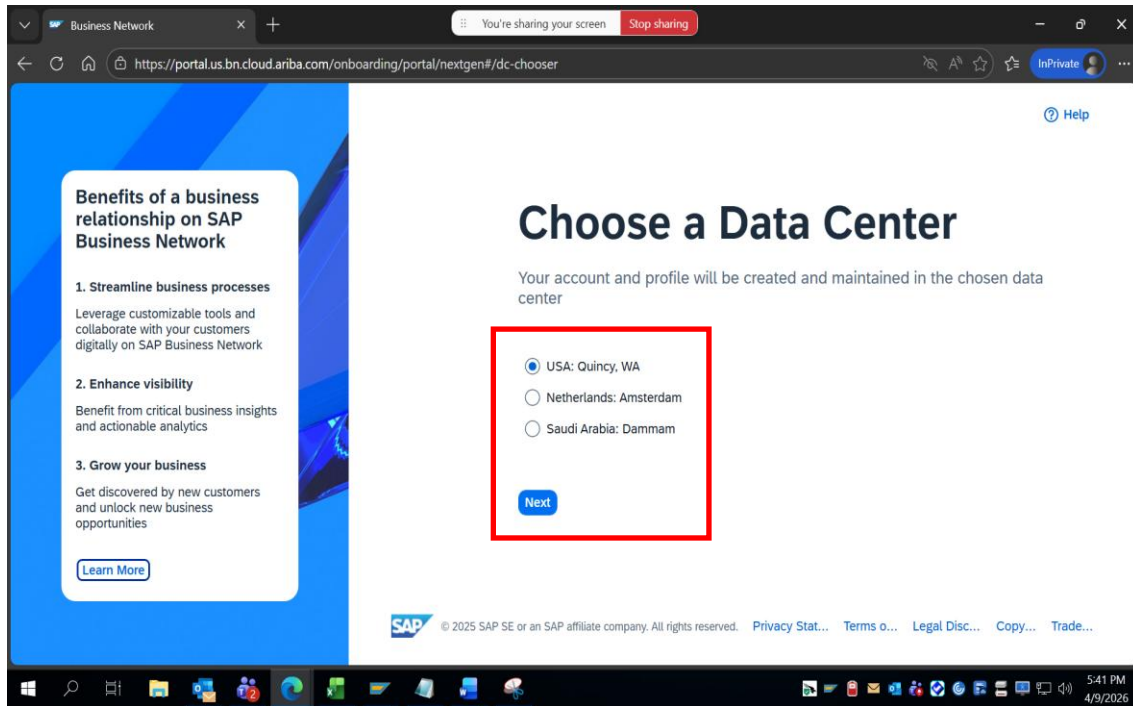 Business Network
You're sharing your screen
Stop sharing
https://portal.us.bn.cloud.ariba.com/onboarding/portal/nextgen#/dc-chooser
InPrivate
Help
Benefits of a business
relationship on SAP
Business Network
1. Streamline business processes
Leverage customizable tools and
collaborate with your customers
digitally on SAP Business Network
2. Enhance visibility
Benefit from critical business insights
and actionable analytics
3. Grow your business
Get discovered by new customers
and unlock new business
opportunities
Learn More
Choose a Data Center
Your account and profile will be created and maintained in the chosen data
center
USA: Quincy, WA
Netherlands: Amsterdam
Saudi Arabia: Dammam
Next
SAP © 2025 SAP SE or an SAP affiliate company. All rights reserved. Privacy Stat... Terms o... Legal Disc... Copy... Trade...
5:41 PM
4/9/2026